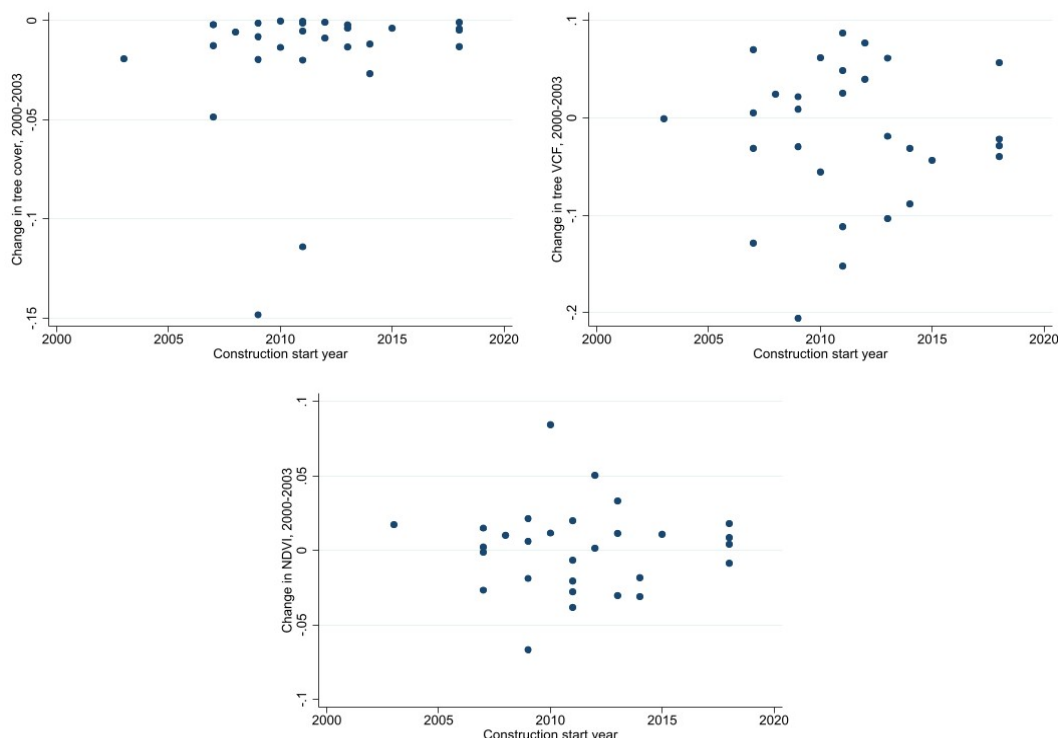 Change in tree cover, 2000-2003
0
-.05
-.1
-.15
2000 2005 2010 2015 2020
Construction start year
Change in tree VCF, 2000-2003
.1
0
-.1
-.2
2000 2005 2010 2015 2020
Construction start year
Change in NDVI, 2000-2003
.1
.05
0
-.05
-.1
2000 2005 2010 2015 2020
Construction start year